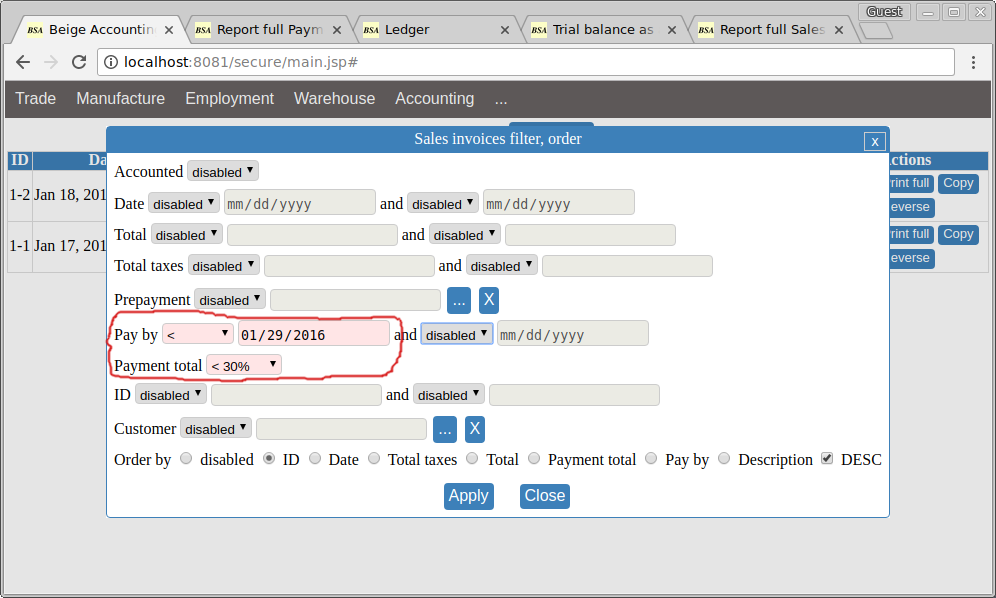 Guest
BSA Beige Accountin BSA Report full Paym BSA Ledger BSA Trial balance as BSA Report full Sales
localhost:8081/secure/main.jsp#
Trade Manufacture Employment Warehouse Accounting ...
Sales invoices filter, order x
ID Da ctions
Accounted disabled
1-2 Jan 18, 201 rint full Copy
everse
Date disabled mm/dd/yyyy and disabled mm/dd/yyyy
Total disabled and disabled
1-1 Jan 17, 201 rint full Copy
everse
Total taxes disabled and disabled
Prepayment disabled ... X
Pay by < 01/29/2016 and disabled mm/dd/yyyy
Payment total < 30%
ID disabled and disabled
Customer disabled ... X
Order by disabled ID Date Total taxes Total Payment total Pay by Description DESC
Apply Close